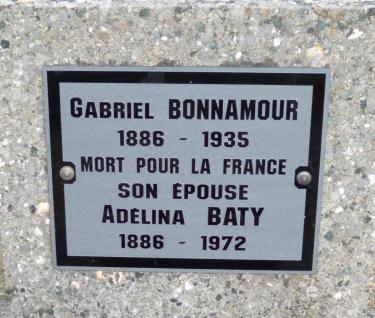 GABRIEL BONNAMOUR
1886 - 1935
MORT POUR LA FRANCE
SON ÉPOUSE
ADÉLINA BATY
1886 - 1972